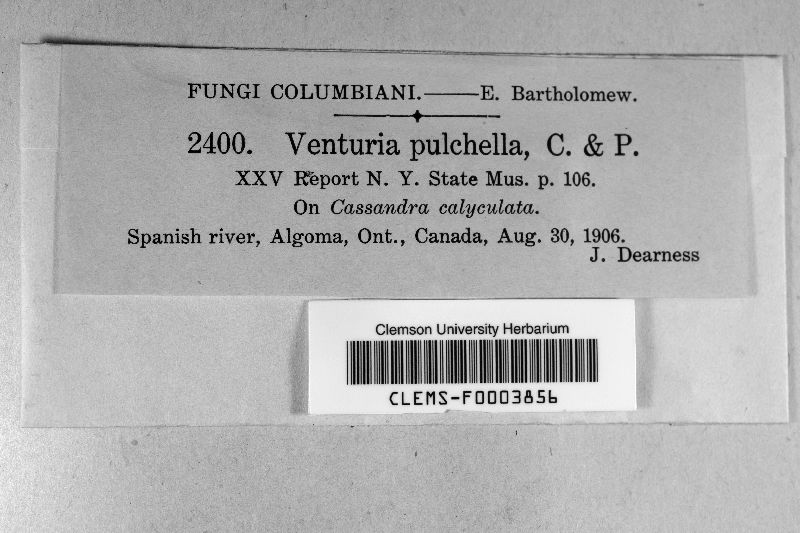 FUNGI COLUMBIANI.——E. Bartholomew.
2400. Venturia pulchella, C. & P.
XXV Report N. Y. State Mus. p. 106.
On Cassandra calyculata.
Spanish river, Algoma, Ont., Canada, Aug. 30, 1906.
J. Dearness
Clemson University Herbarium
CLEMS-F0003856